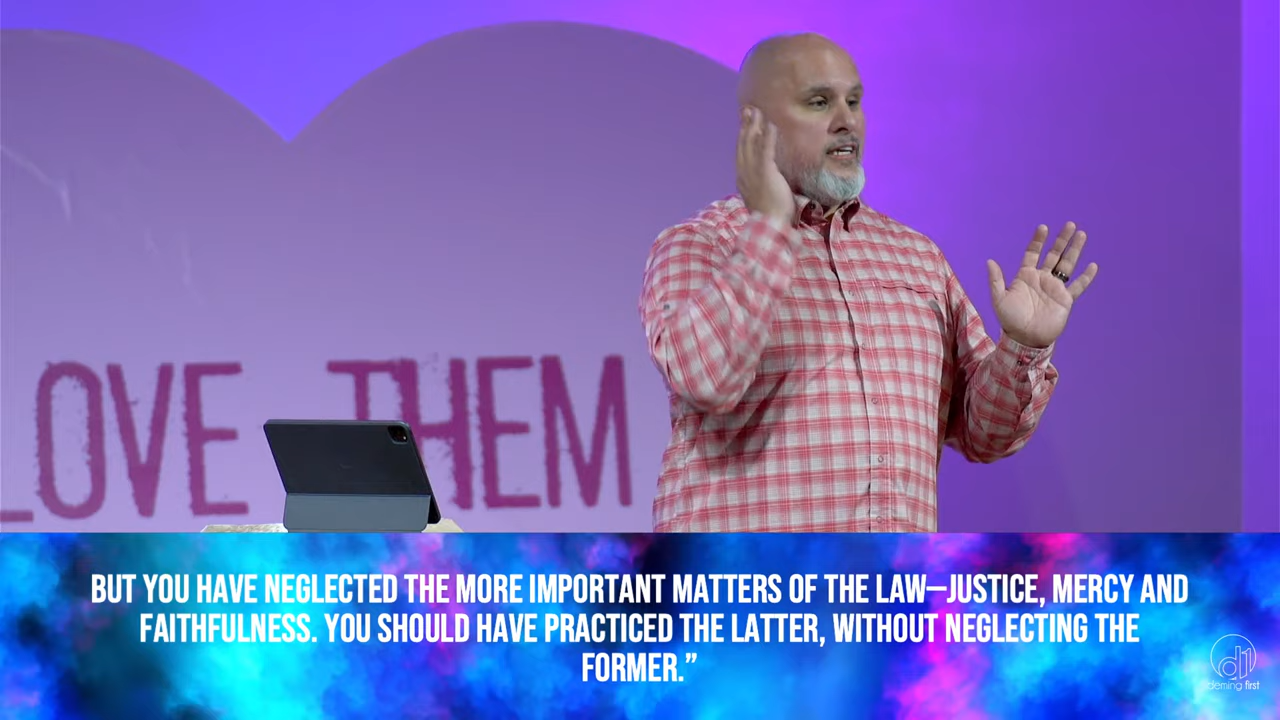 LOVE THEM
BUT YOU HAVE NEGLECTED THE MORE IMPORTANT MATTERS OF THE LAW—JUSTICE, MERCY AND
FAITHFULNESS. YOU SHOULD HAVE PRACTICED THE LATTER, WITHOUT NEGLECTING THE
FORMER.”
d1
deming first